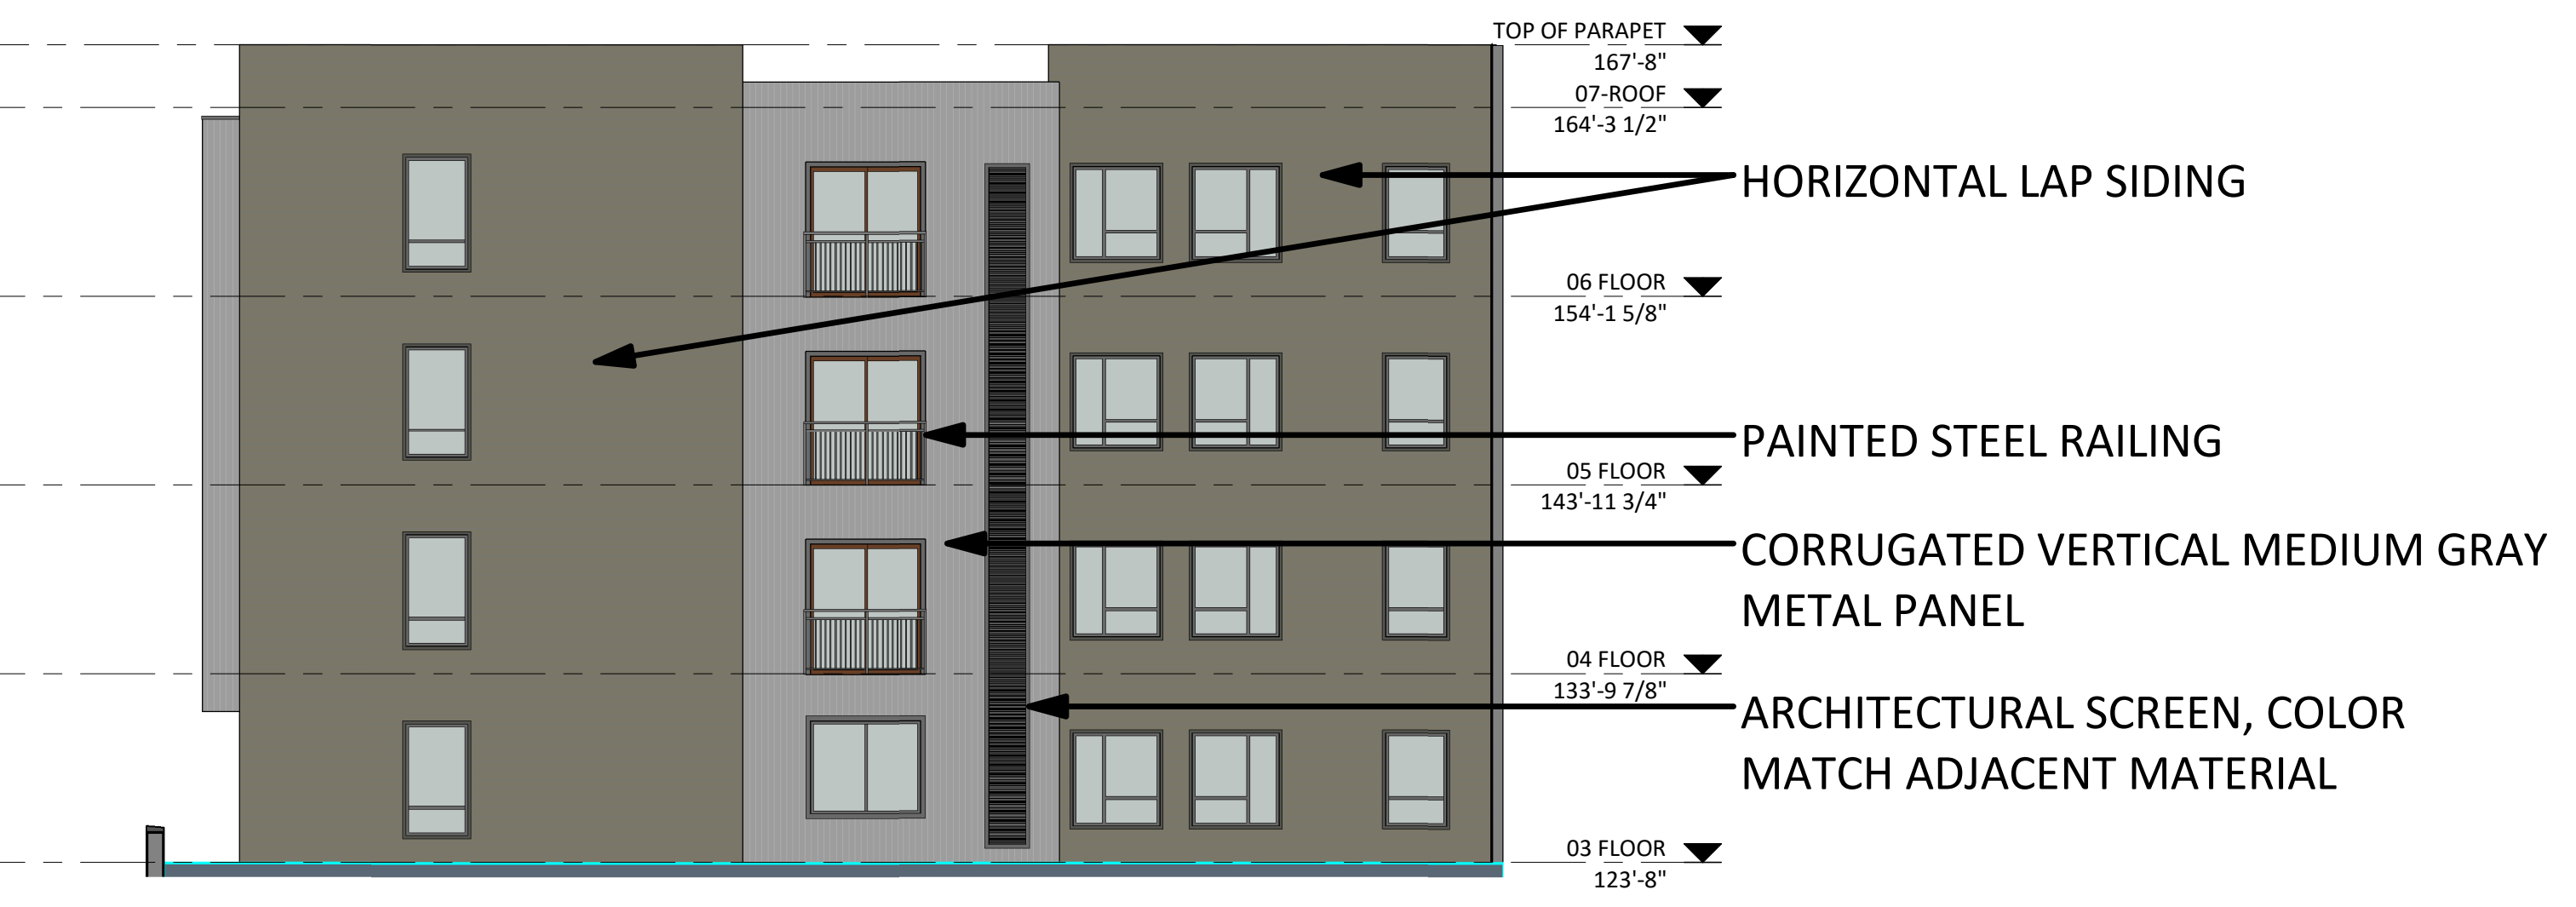 TOP OF PARAPET
167'-8"
07-ROOF
164'-3 1/2"
HORIZONTAL LAP SIDING
06 FLOOR
154'-1 5/8"
PAINTED STEEL RAILING
05 FLOOR
143'-11 3/4"
CORRUGATED VERTICAL MEDIUM GRAY
METAL PANEL
04 FLOOR
133'-9 7/8"
ARCHITECTURAL SCREEN, COLOR
MATCH ADJACENT MATERIAL
03 FLOOR
123'-8"